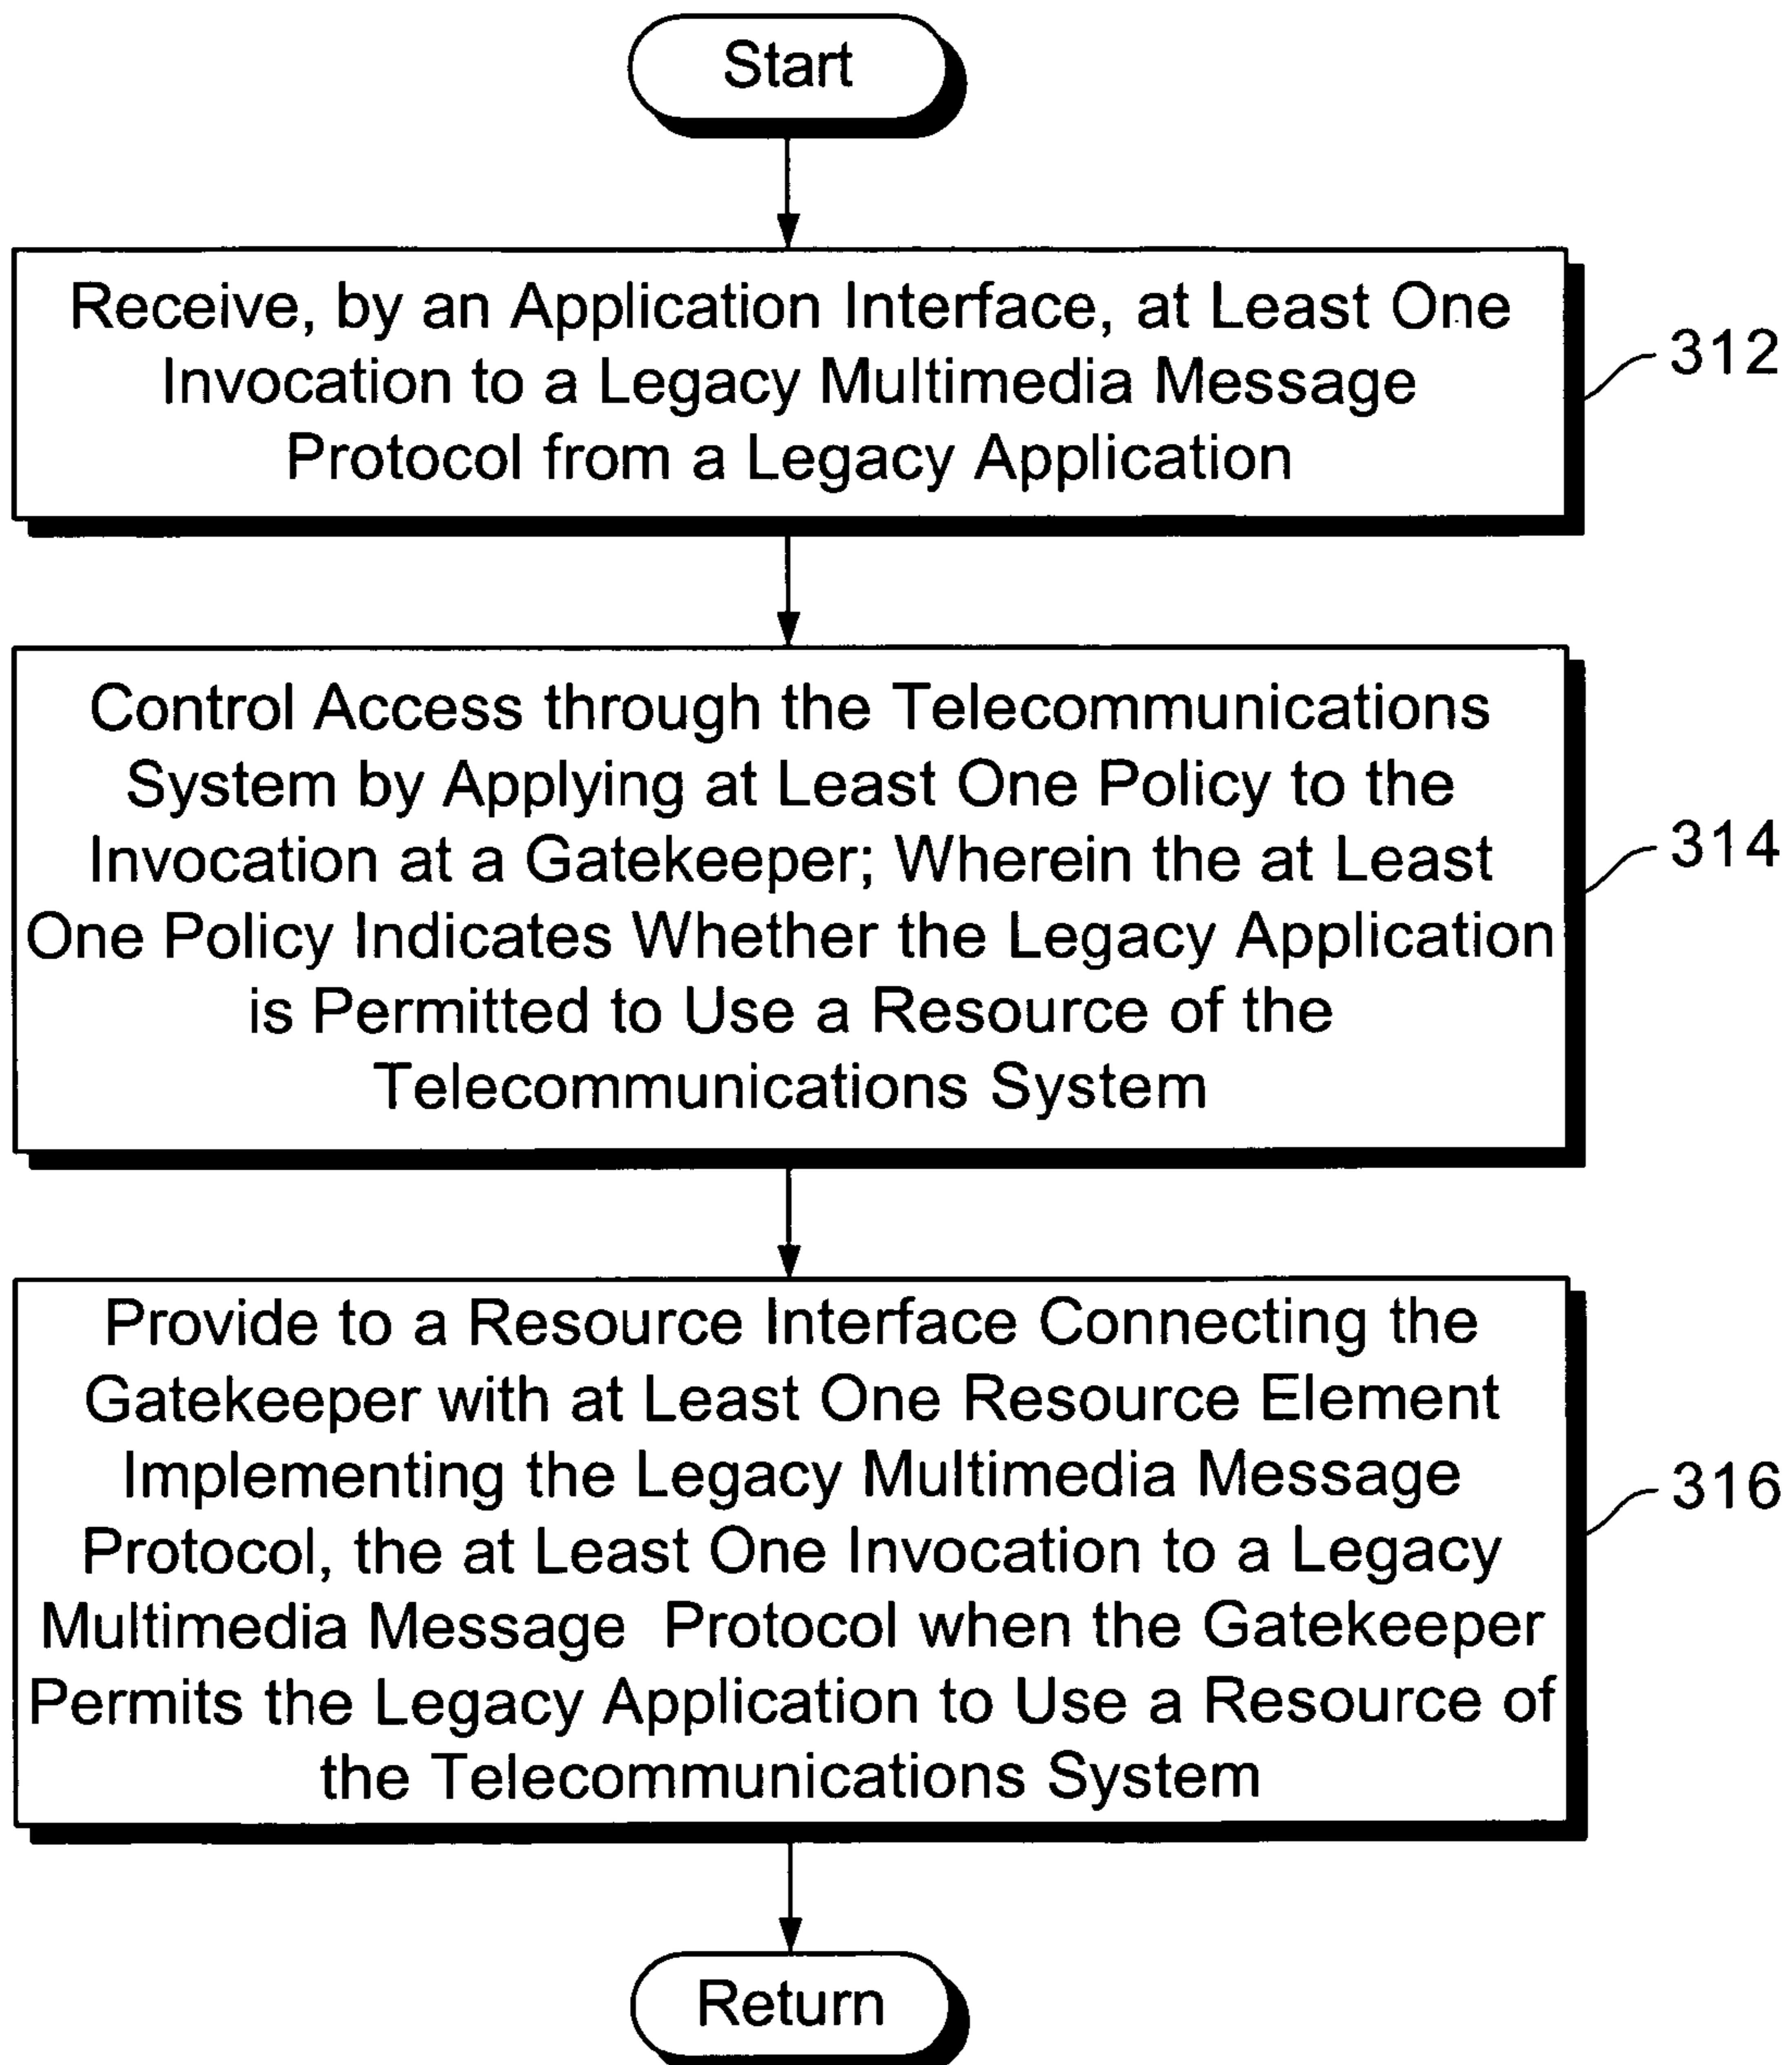 Start
Receive, by an Application Interface, at Least One
Invocation to a Legacy Multimedia Message
Protocol from a Legacy Application
312
Control Access through the Telecommunications
System by Applying at Least One Policy to the
Invocation at a Gatekeeper; Wherein the at Least
One Policy Indicates Whether the Legacy Application
is Permitted to Use a Resource of the
Telecommunications System
314
Provide to a Resource Interface Connecting the
Gatekeeper with at Least One Resource Element
Implementing the Legacy Multimedia Message
Protocol, the at Least One Invocation to a Legacy
Multimedia Message Protocol when the Gatekeeper
Permits the Legacy Application to Use a Resource of
the Telecommunications System
316
Return